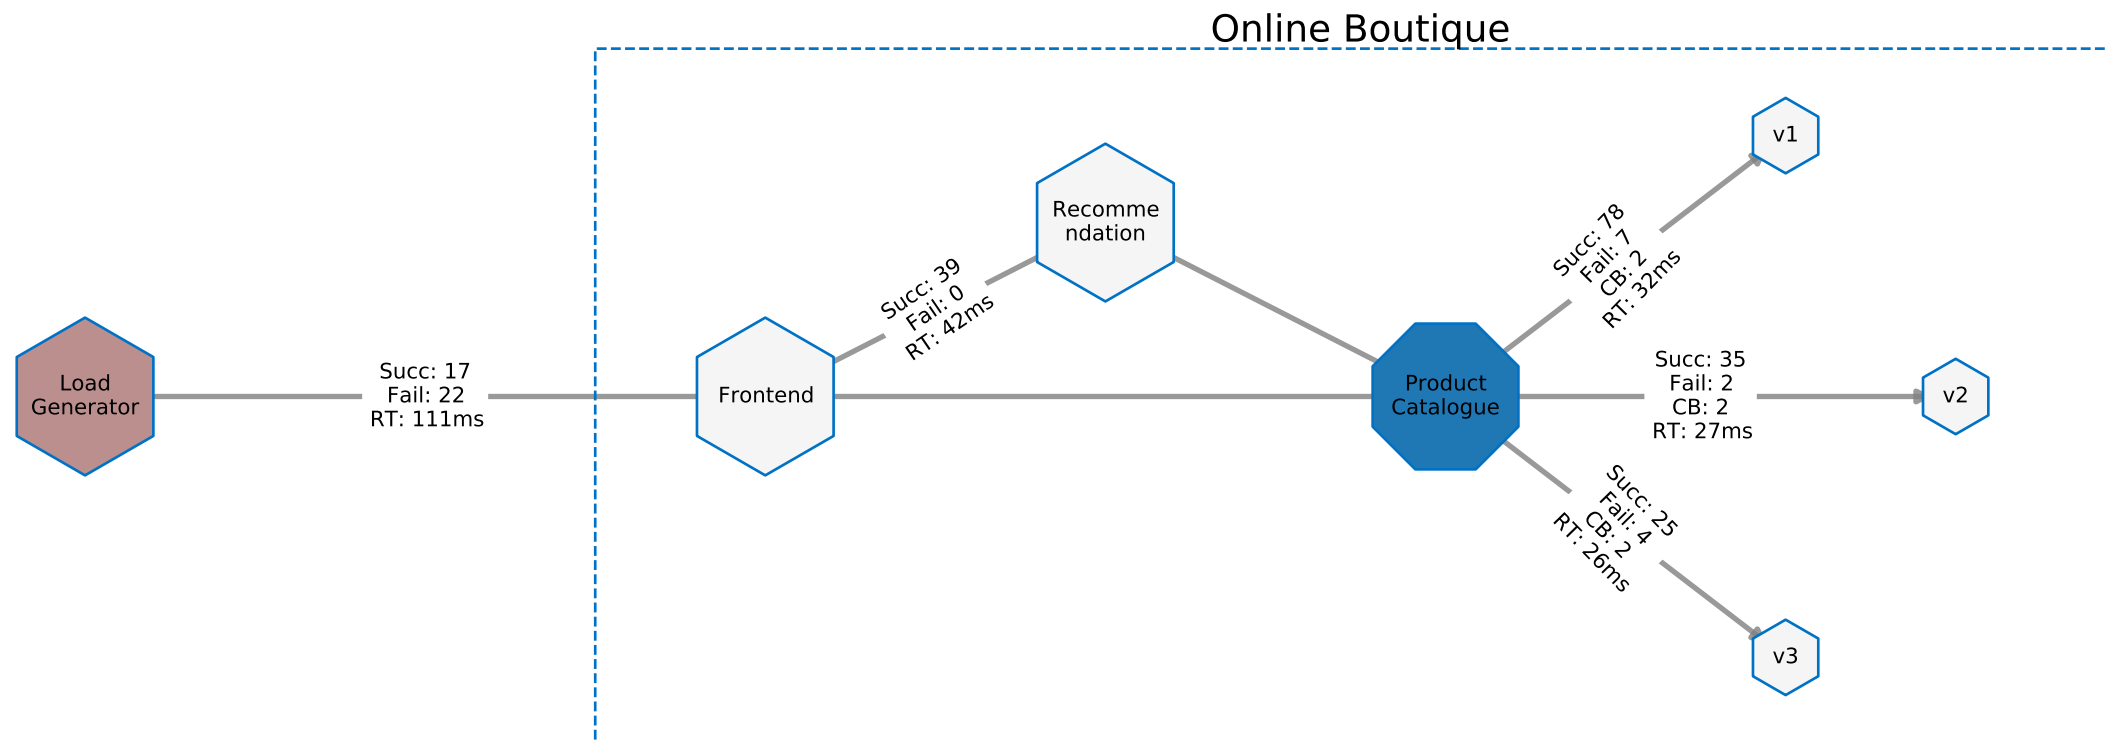 Online Boutique
Load
Generator
Succ: 17
Fail: 22
RT: 111ms
Frontend
Succ: 39
Fail: 0
RT: 42ms
Recomme
ndation
Product
Catalogue
Succ: 78
Fail: 7
CB: 2
RT: 32ms
v1
Succ: 35
Fail: 2
CB: 2
RT: 27ms
v2
Succ: 25
Fail: 4
CB: 2
RT: 26ms
v3